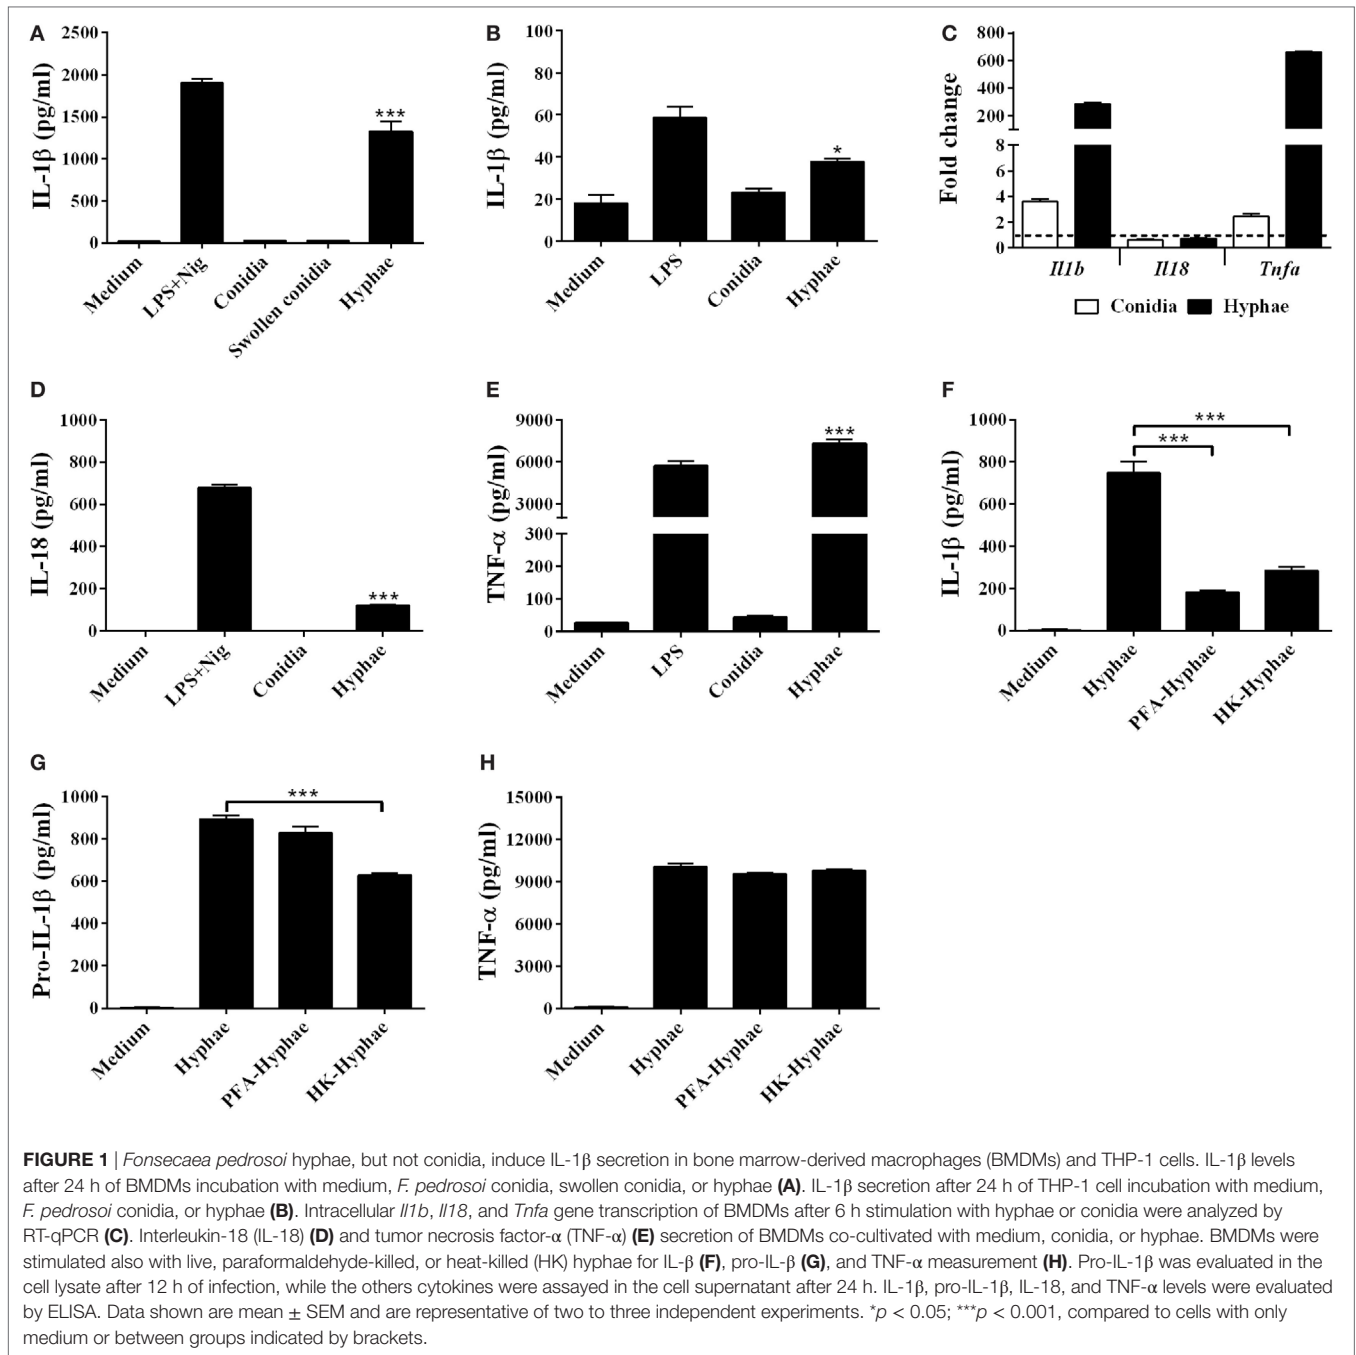 A
IL-1β (pg/ml)
2500
2000
1500
1000
500
0
***
Medium
LPS+Nig
Conidia
Swollen conidia
Hyphae
B
IL-1β (pg/ml)
100
80
60
40
20
0
*
Medium
LPS
Conidia
Hyphae
C
Fold change
800
600
400
200
8
6
4
2
0
Il1b
Il18
Tnfa
Conidia Hyphae
D
IL-18 (pg/ml)
1000
800
600
400
200
0
***
Medium
LPS+Nig
Conidia
Hyphae
E
TNF-α (pg/ml)
9000
6000
3000
300
200
100
0
***
Medium
LPS
Conidia
Hyphae
F
IL-1β (pg/ml)
1000
800
600
400
200
0
***
***
Medium
Hyphae
PFA-Hyphae
HK-Hyphae
G
Pro-IL-1β (pg/ml)
1000
800
600
400
200
0
***
Medium
Hyphae
PFA-Hyphae
HK-Hyphae
H
TNF-α (pg/ml)
15000
12000
9000
6000
3000
0
Medium
Hyphae
PFA-Hyphae
HK-Hyphae
FIGURE 1 | Fonsecaea pedrosoi hyphae, but not conidia, induce IL-1β secretion in bone marrow-derived macrophages (BMDMs) and THP-1 cells. IL-1β levels
after 24 h of BMDMs incubation with medium, F. pedrosoi conidia, swollen conidia, or hyphae (A). IL-1β secretion after 24 h of THP-1 cell incubation with medium,
F. pedrosoi conidia, or hyphae (B). Intracellular Il1b, Il18, and Tnfa gene transcription of BMDMs after 6 h stimulation with hyphae or conidia were analyzed by
RT-qPCR (C). Interleukin-18 (IL-18) (D) and tumor necrosis factor-α (TNF-α) (E) secretion of BMDMs co-cultivated with medium, conidia, or hyphae. BMDMs were
stimulated also with live, paraformaldehyde-killed, or heat-killed (HK) hyphae for IL-β (F), pro-IL-β (G), and TNF-α measurement (H). Pro-IL-1β was evaluated in the
cell lysate after 12 h of infection, while the others cytokines were assayed in the cell supernatant after 24 h. IL-1β, pro-IL-1β, IL-18, and TNF-α levels were evaluated
by ELISA. Data shown are mean ± SEM and are representative of two to three independent experiments. *p < 0.05; ***p < 0.001, compared to cells with only
medium or between groups indicated by brackets.